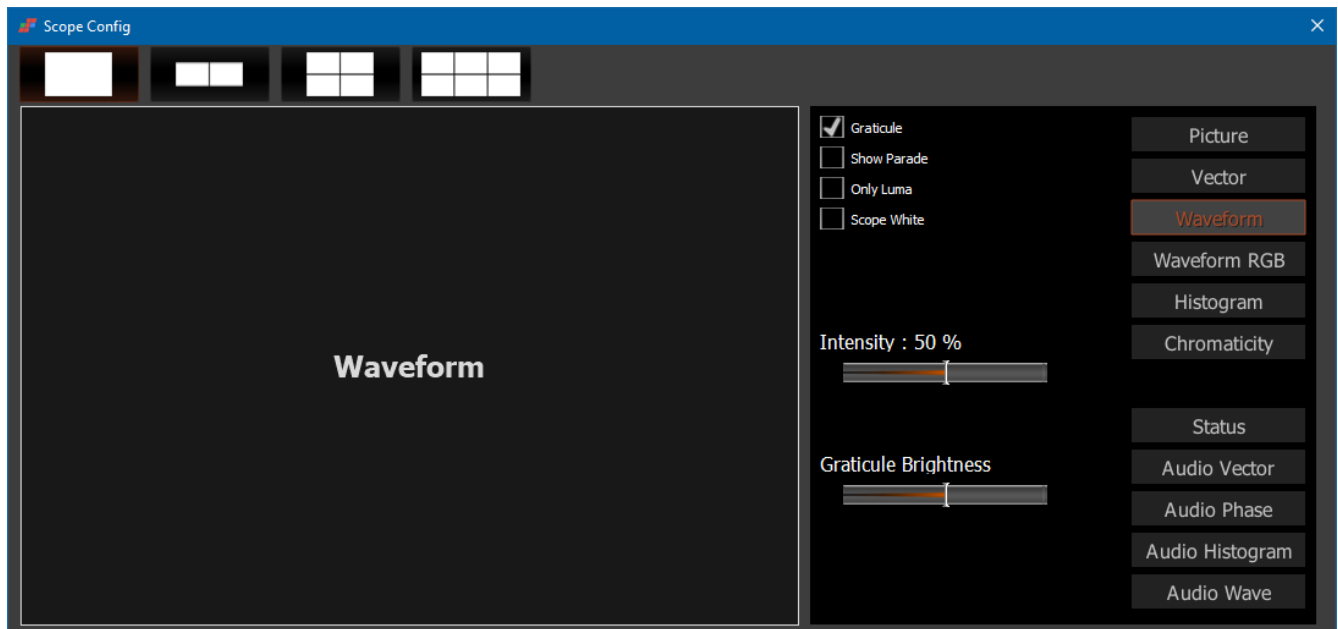 Scope Config
Graticule
Show Parade
Only Luma
Scope White
Intensity : 50 %
Graticule Brightness
Waveform
Picture
Vector
Waveform
Waveform RGB
Histogram
Chromaticity
Status
Audio Vector
Audio Phase
Audio Histogram
Audio Wave